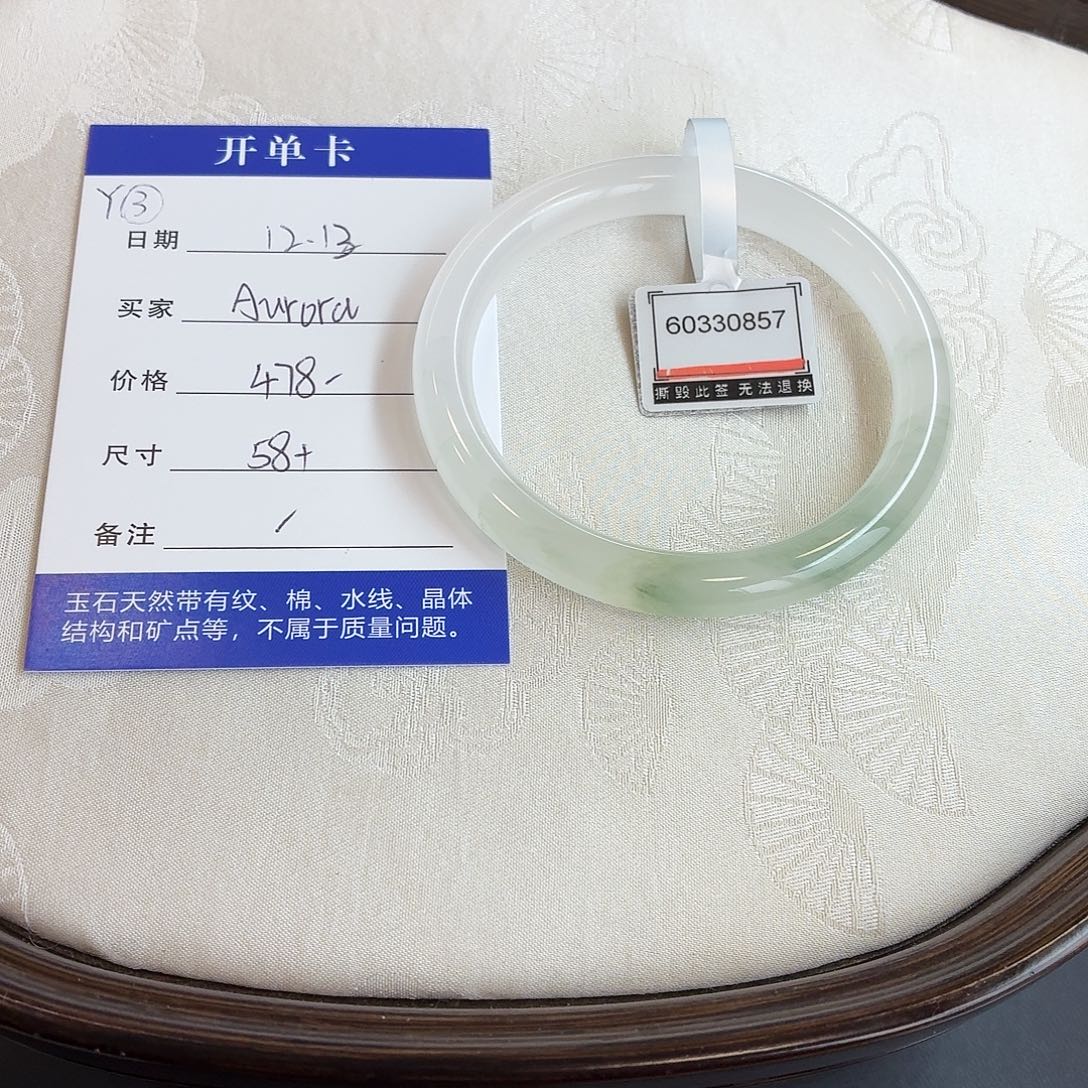 开单卡
Y③
日期 12.13
买家 Aurora
价格 478-
尺寸 58+
备注 /
玉石天然带有纹、棉、水线、晶体
结构和矿点等，不属于质量问题。
60330857
撕毁此签 无法退换